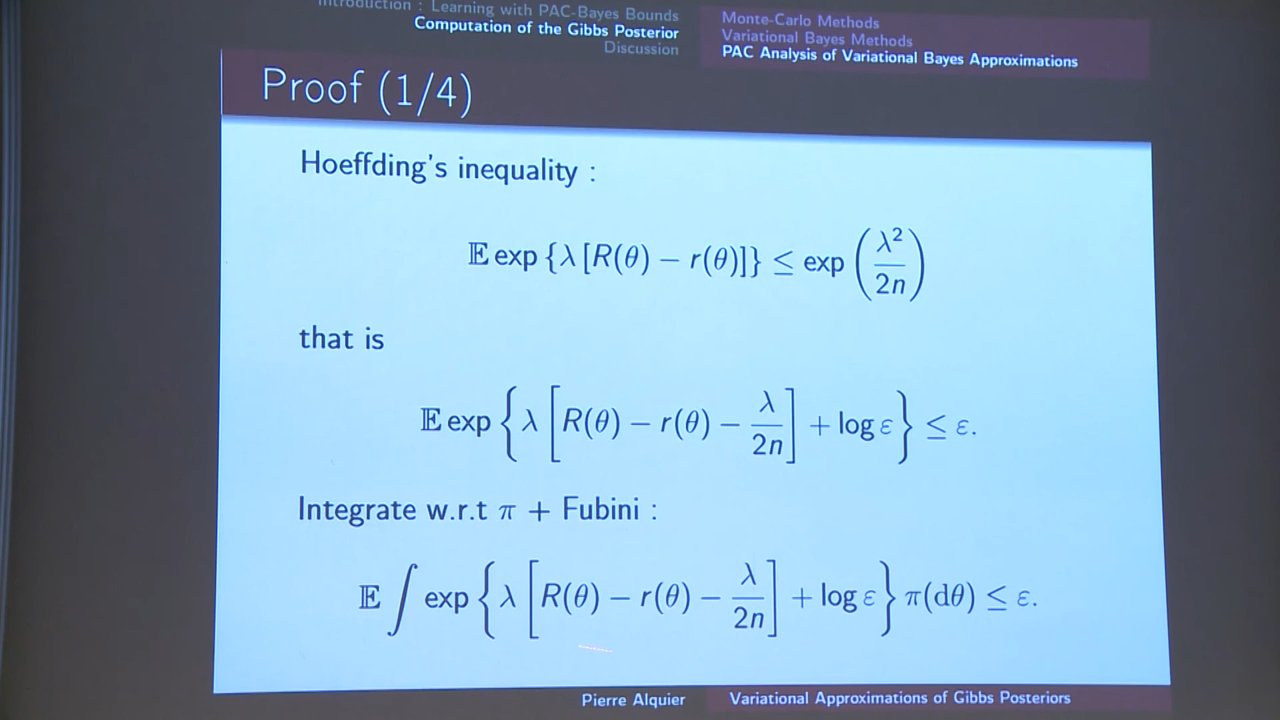 Introduction : Learning with PAC-Bayes Bounds
Computation of the Gibbs Posterior
Discussion
Monte-Carlo Methods
Variational Bayes Methods
PAC Analysis of Variational Bayes Approximations
Proof (1/4)
Hoeffding's inequality :
𝔼 exp {λ [R(θ) − r(θ)]} ≤ exp (λ²/2n)
that is
𝔼 exp {λ [R(θ) − r(θ) − λ/2n] + log ε} ≤ ε.
Integrate w.r.t π + Fubini :
𝔼 ∫ exp {λ [R(θ) − r(θ) − λ/2n] + log ε} π(dθ) ≤ ε.
Pierre Alquier
Variational Approximations of Gibbs Posteriors